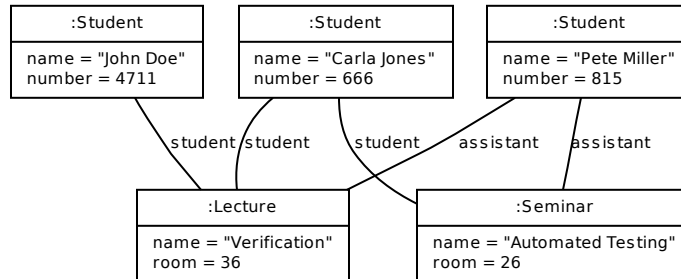 :Student
name = "John Doe"
number = 4711
:Student
name = "Carla Jones"
number = 666
:Student
name = "Pete Miller"
number = 815
student
student
student
assistant
assistant
:Lecture
name = "Verification"
room = 36
:Seminar
name = "Automated Testing"
room = 26